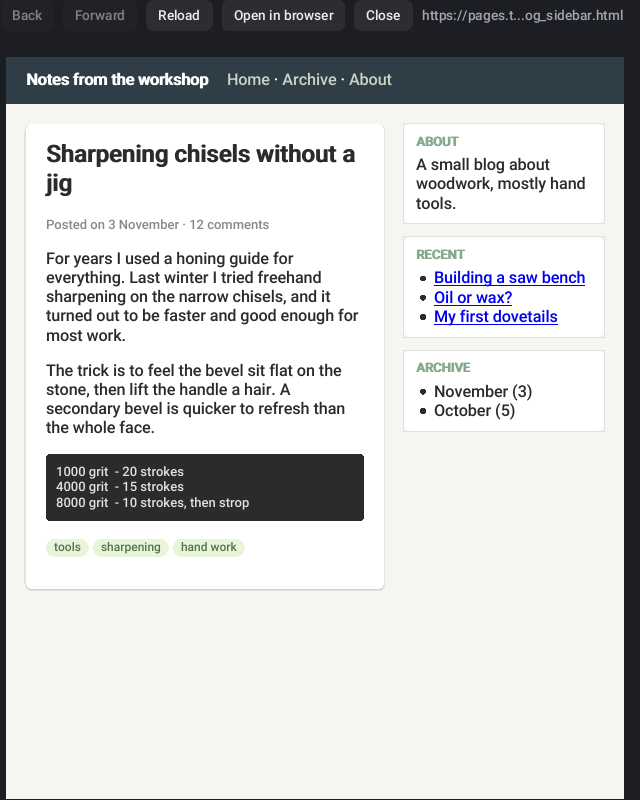 Back Forward Reload Open in browser Close https://pages.t...og_sidebar.html
Notes from the workshop Home · Archive · About
Sharpening chisels without a
jig
Posted on 3 November · 12 comments
For years I used a honing guide for
everything. Last winter I tried freehand
sharpening on the narrow chisels, and it
turned out to be faster and good enough for
most work.
The trick is to feel the bevel sit flat on the
stone, then lift the handle a hair. A
secondary bevel is quicker to refresh than
the whole face.
1000 grit - 20 strokes
4000 grit - 15 strokes
8000 grit - 10 strokes, then strop
tools sharpening hand work
ABOUT
A small blog about
woodwork, mostly hand
tools.
RECENT
Building a saw bench
Oil or wax?
My first dovetails
ARCHIVE
November (3)
October (5)